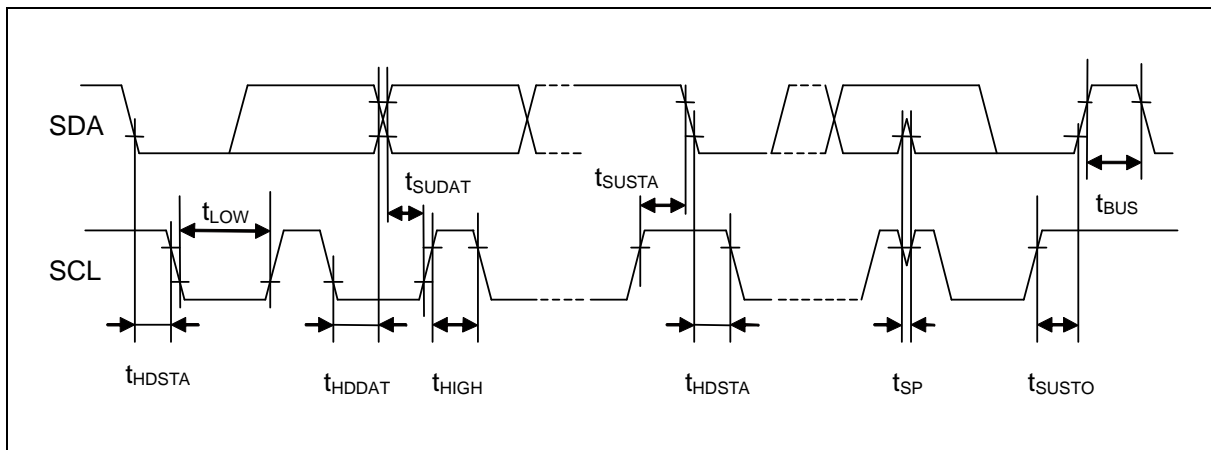 SDA
tSUDAT
tSUSTA
tBUS
tLOW
SCL
tHDSTA
tHDDAT
tHIGH
tHDSTA
tSP
tSUSTO